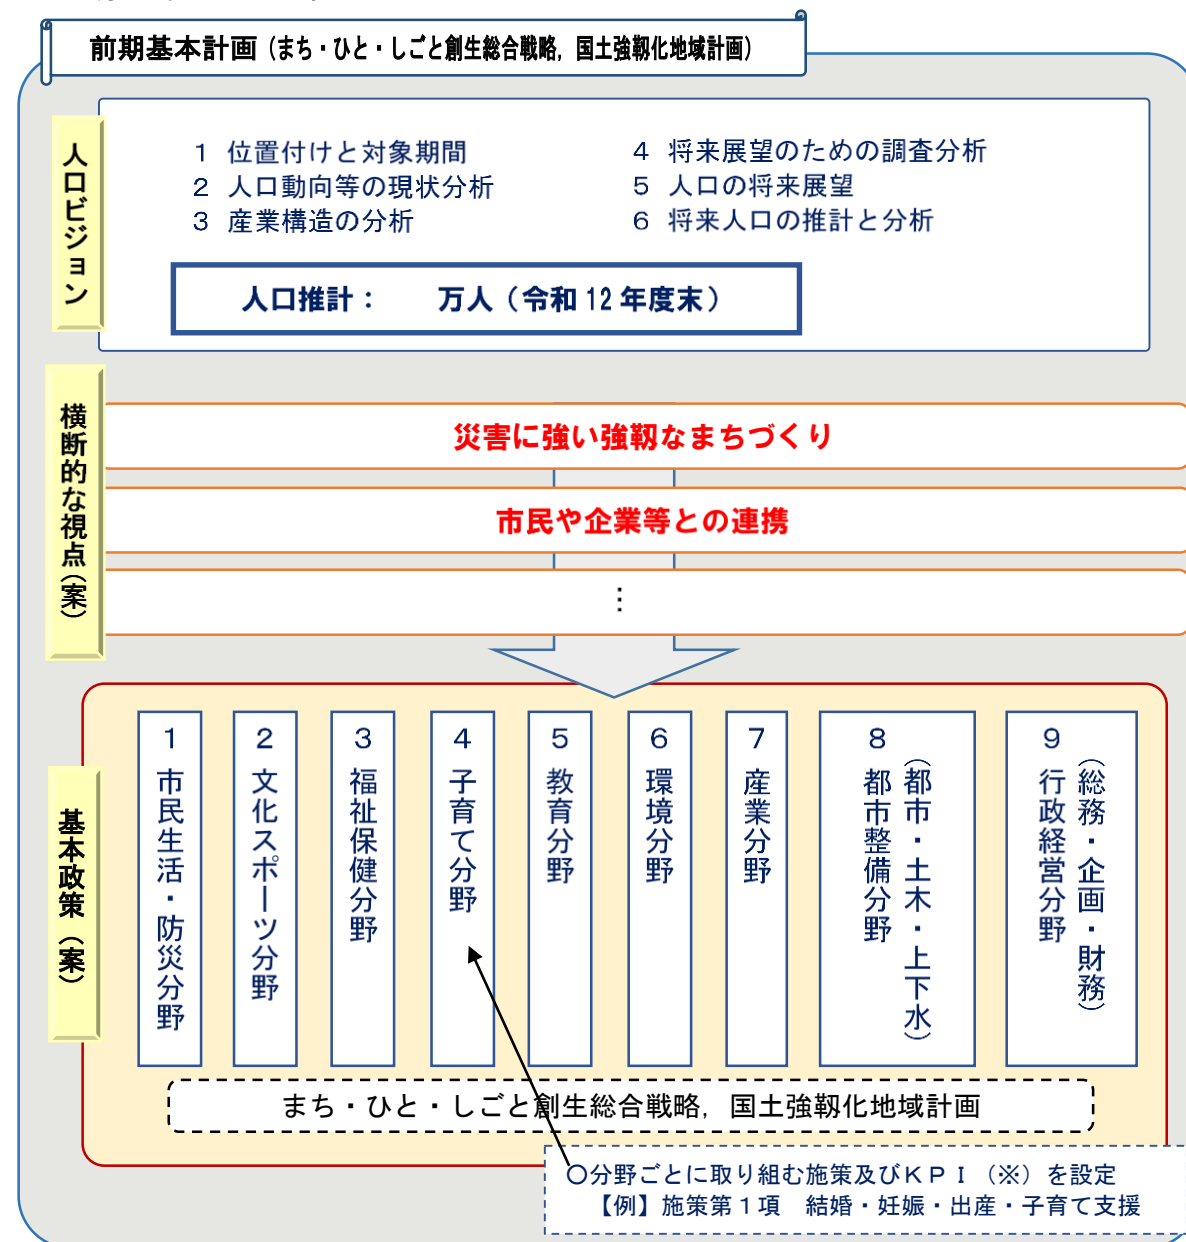 前期基本計画（まち・ひと・しごと創生総合戦略，国土強靱化地域計画）
人口ビジョン
１ 位置付けと対象期間
２ 人口動向等の現状分析
３ 産業構造の分析
４ 将来展望のための調査分析
５ 人口の将来展望
６ 将来人口の推計と分析
人口推計：　　万人（令和12年度末）
横断的な視点（案）
災害に強い強靱なまちづくり
市民や企業等との連携
⋮
基本政策（案）
１ 市民生活・防災分野
２ 文化スポーツ分野
３ 福祉保健分野
４ 子育て分野
５ 教育分野
６ 環境分野
７ 産業分野
８ 都市整備分野
（都市・土木・上下水）
９ 行政経営分野
（総務・企画・財務）
まち・ひと・しごと創生総合戦略，国土強靱化地域計画
〇分野ごとに取り組む施策及びＫＰＩ（※）を設定
【例】施策第１項　結婚・妊娠・出産・子育て支援